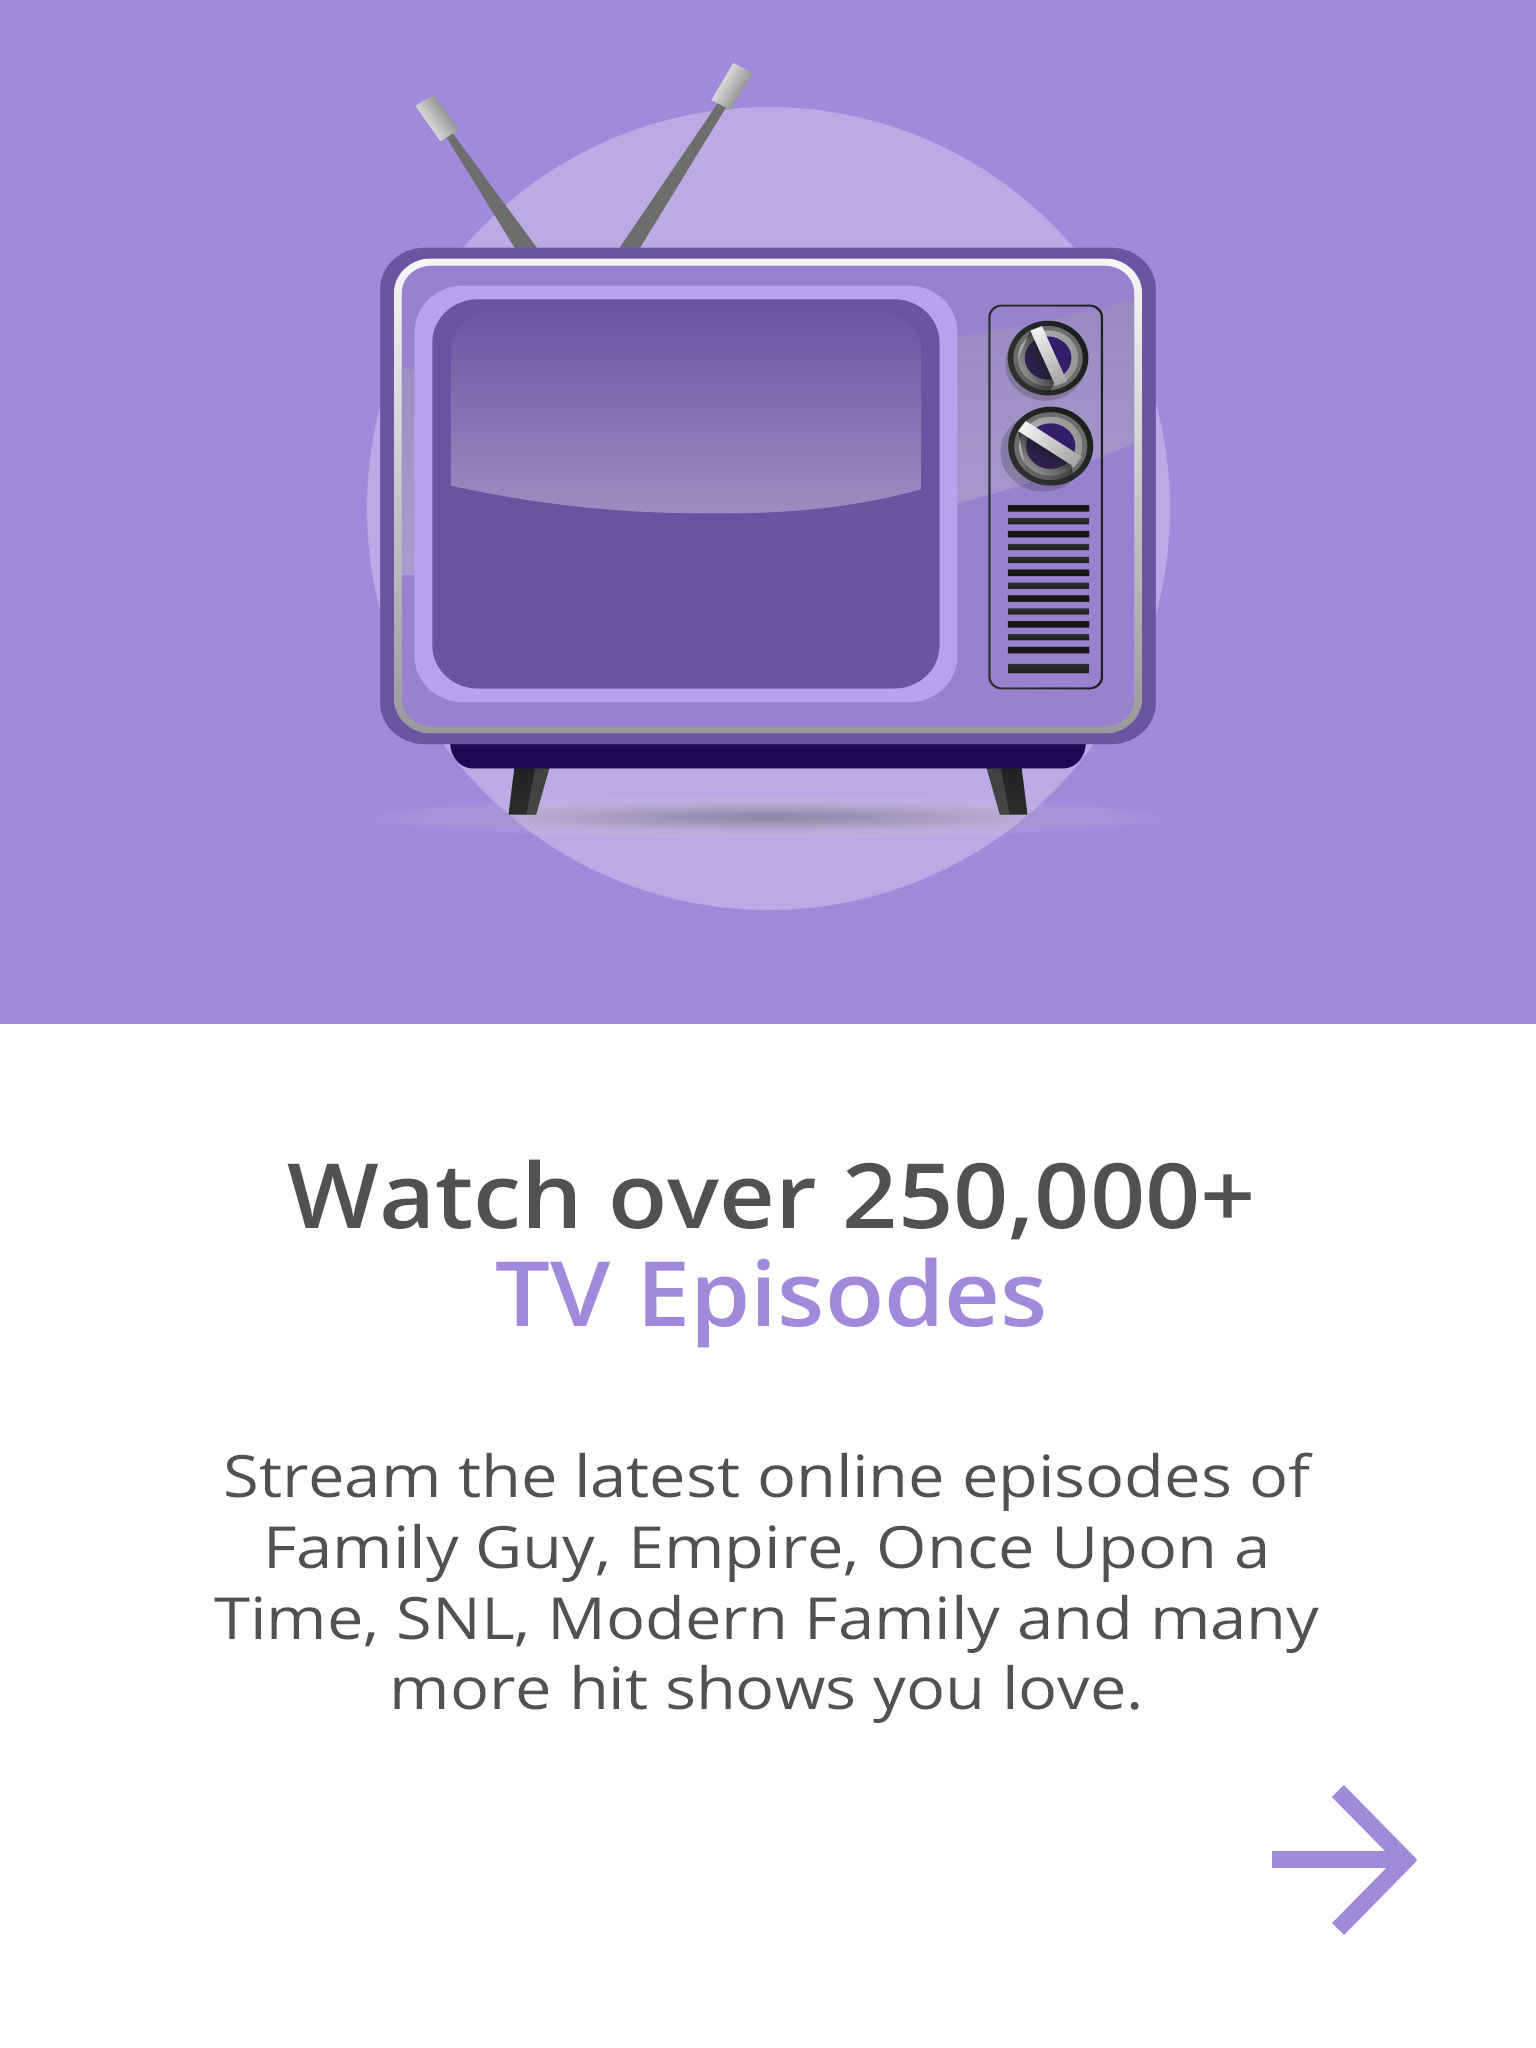 Watch over 250,000+
TV Episodes
Stream the latest online episodes of
Family Guy, Empire, Once Upon a
Time, SNL, Modern Family and many
more hit shows you love.